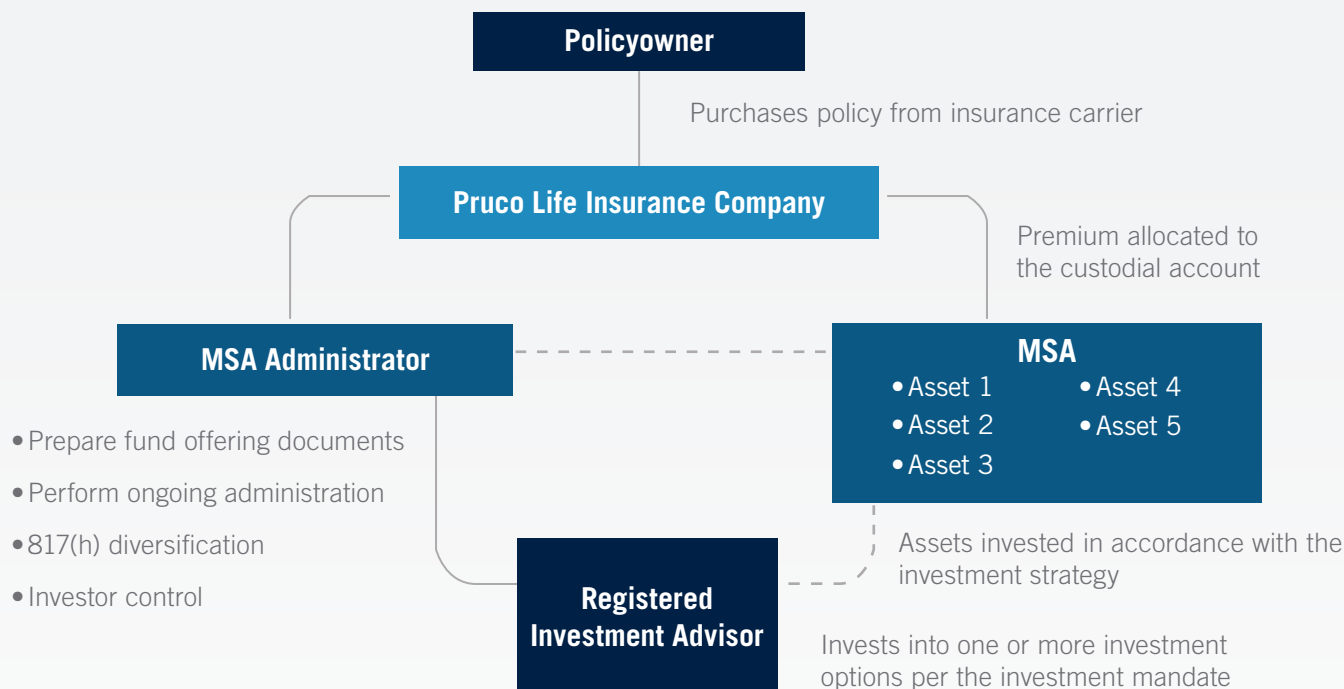 Policyowner
Purchases policy from insurance carrier
Pruco Life Insurance Company
Premium allocated to
the custodial account
MSA Administrator
MSA
• Asset 1
• Asset 2
• Asset 3
• Asset 4
• Asset 5
• Prepare fund offering documents
• Perform ongoing administration
• 817(h) diversification
• Investor control
Assets invested in accordance with the
investment strategy
Registered
Investment Advisor
Invests into one or more investment
options per the investment mandate